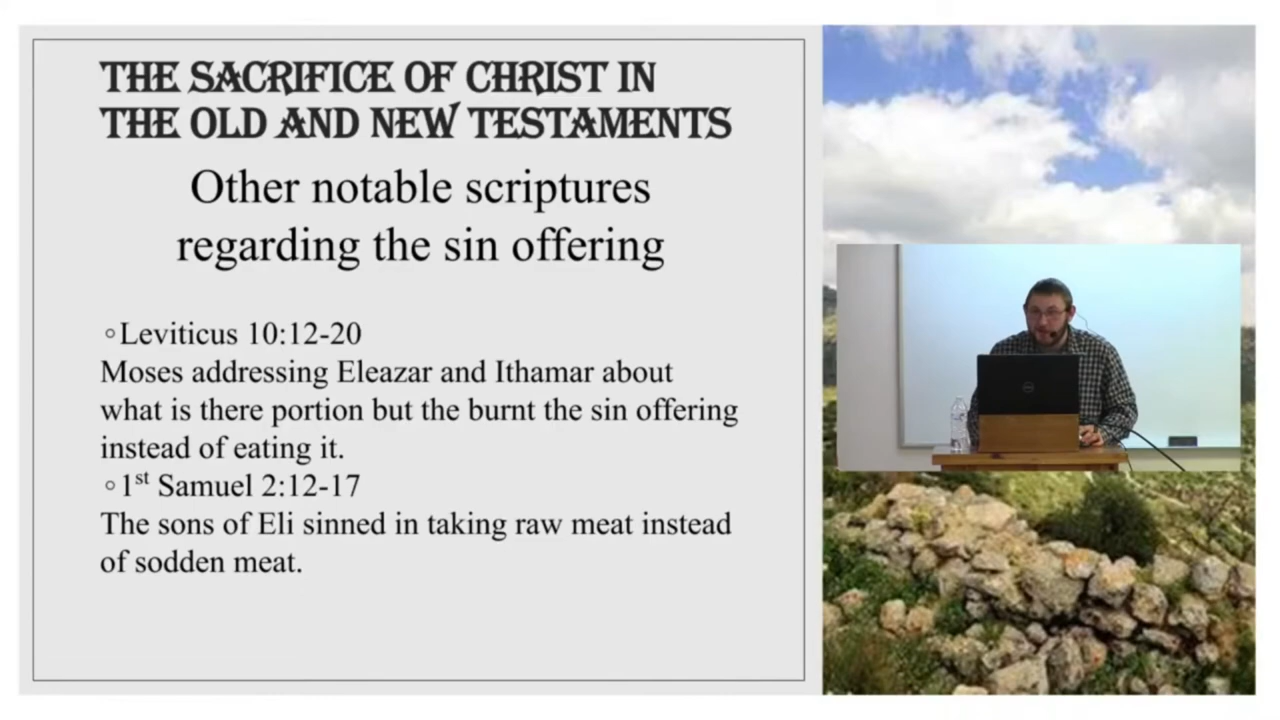 THE SACRIFICE OF CHRIST IN
THE OLD AND NEW TESTAMENTS
Other notable scriptures
regarding the sin offering
◦Leviticus 10:12-20
Moses addressing Eleazar and Ithamar about
what is there portion but the burnt the sin offering
instead of eating it.
◦1st Samuel 2:12-17
The sons of Eli sinned in taking raw meat instead
of sodden meat.